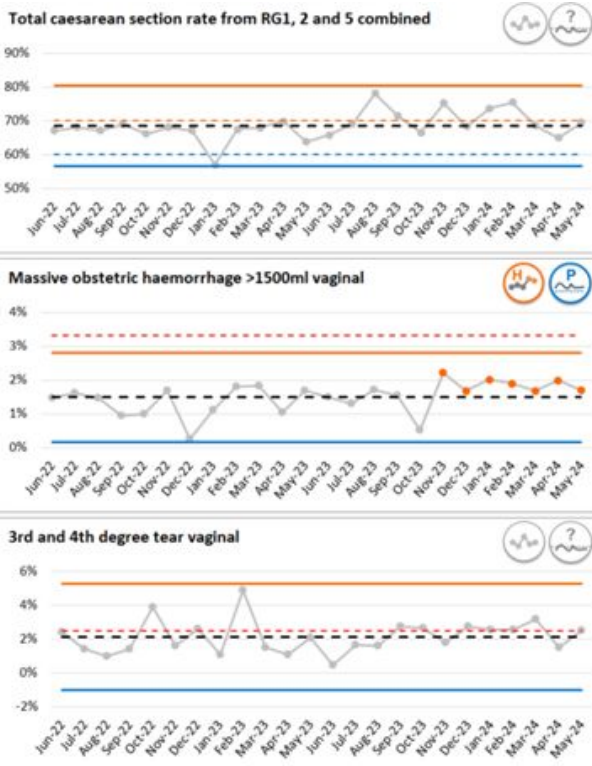 Total caesarean section rate from RG1, 2 and 5 combined
?
90%
80%
70%
60%
50%
Jun-22 Jul-22 Aug-22 Sep-22 Oct-22 Nov-22 Dec-22 Jan-23 Feb-23 Mar-23 Apr-23 May-23 Jun-23 Jul-23 Aug-23 Sep-23 Oct-23 Nov-23 Dec-23 Jan-24 Feb-24 Mar-24 Apr-24 May-24
Massive obstetric haemorrhage >1500ml vaginal
H P
4%
3%
2%
1%
0%
Jun-22 Jul-22 Aug-22 Sep-22 Oct-22 Nov-22 Dec-22 Jan-23 Feb-23 Mar-23 Apr-23 May-23 Jun-23 Jul-23 Aug-23 Sep-23 Oct-23 Nov-23 Dec-23 Jan-24 Feb-24 Mar-24 Apr-24 May-24
3rd and 4th degree tear vaginal
?
6%
4%
2%
0%
-2%
Jun-22 Jul-22 Aug-22 Sep-22 Oct-22 Nov-22 Dec-22 Jan-23 Feb-23 Mar-23 Apr-23 May-23 Jun-23 Jul-23 Aug-23 Sep-23 Oct-23 Nov-23 Dec-23 Jan-24 Feb-24 Mar-24 Apr-24 May-24